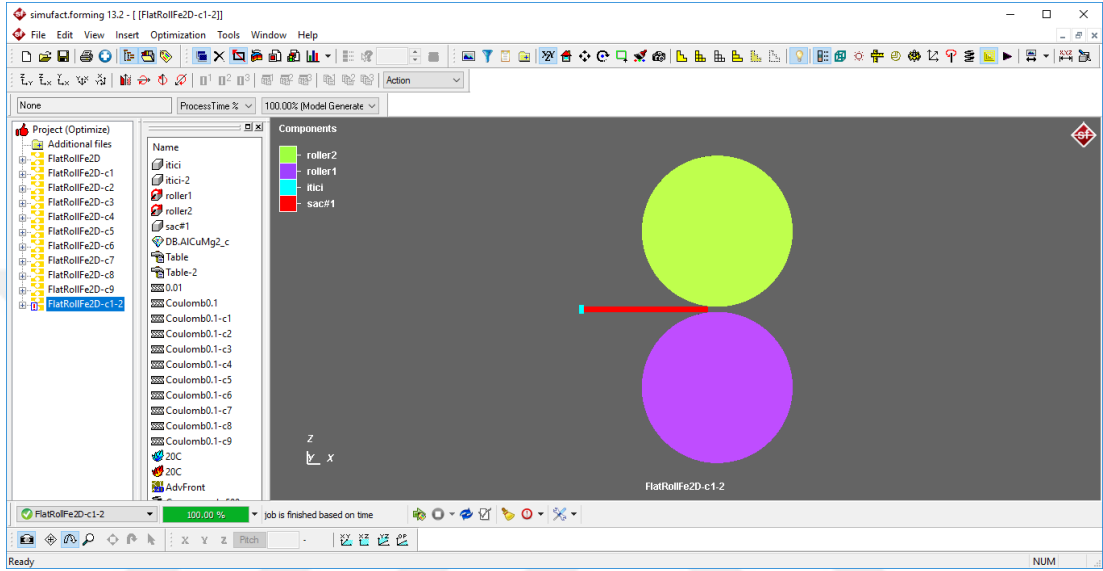 simufact.forming 13.2 - [ [FlatRollFe2D-c1-2]]
File Edit View Insert Optimization Tools Window Help
Action
None ProcessTime % 100.00% (Model Generate
Project (Optimize)
Additional files
FlatRollFe2D
FlatRollFe2D-c1
FlatRollFe2D-c2
FlatRollFe2D-c3
FlatRollFe2D-c4
FlatRollFe2D-c5
FlatRollFe2D-c6
FlatRollFe2D-c7
FlatRollFe2D-c8
FlatRollFe2D-c9
FlatRollFe2D-c1-2
Name
itici
itici-2
roller1
roller2
sac#1
DB.AlCuMg2_c
Table
Table-2
0.01
Coulomb0.1
Coulomb0.1-c1
Coulomb0.1-c2
Coulomb0.1-c3
Coulomb0.1-c4
Coulomb0.1-c5
Coulomb0.1-c6
Coulomb0.1-c7
Coulomb0.1-c8
Coulomb0.1-c9
20C
20C
AdvFront
Components
roller2
roller1
itici
sac#1
sf
Z
Y X
FlatRollFe2D-c1-2
FlatRollFe2D-c1-2 100.00 % job is finished based on time
X Y Z Pitch -
Ready NUM